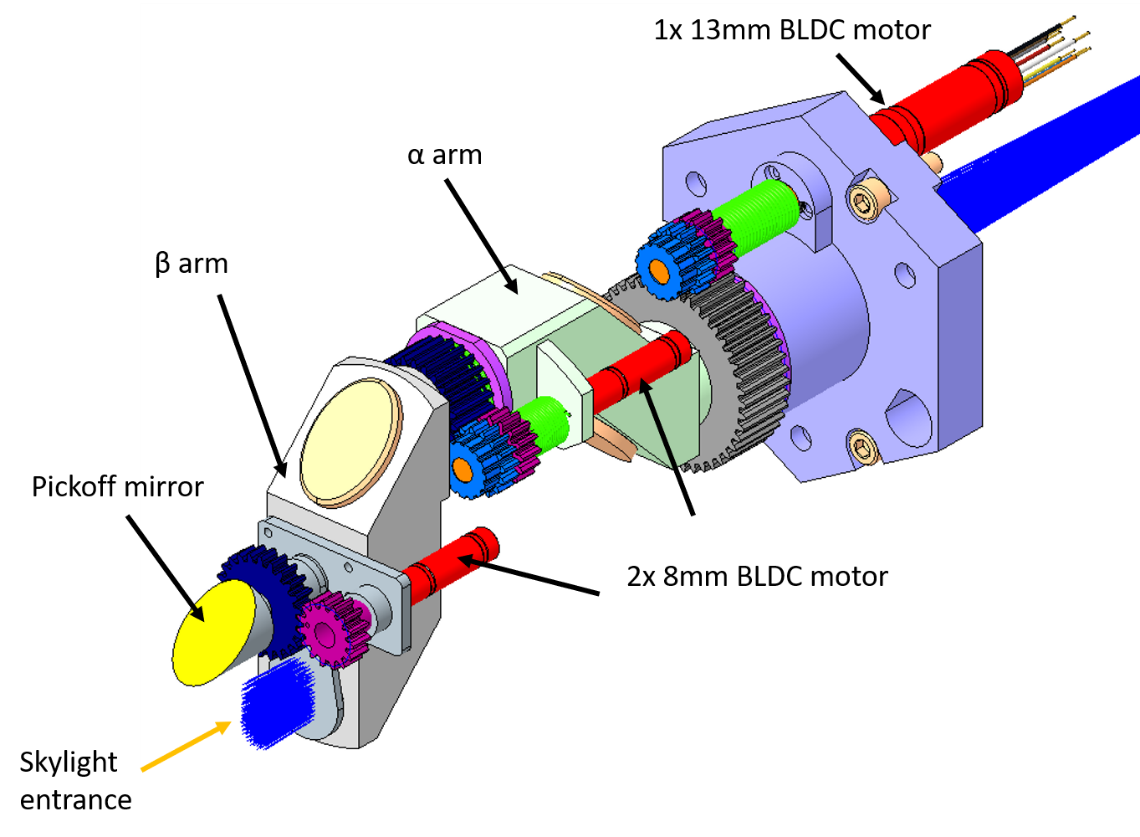 1x 13mm BLDC motor
α arm
β arm
Pickoff mirror
2x 8mm BLDC motor
Skylight
entrance